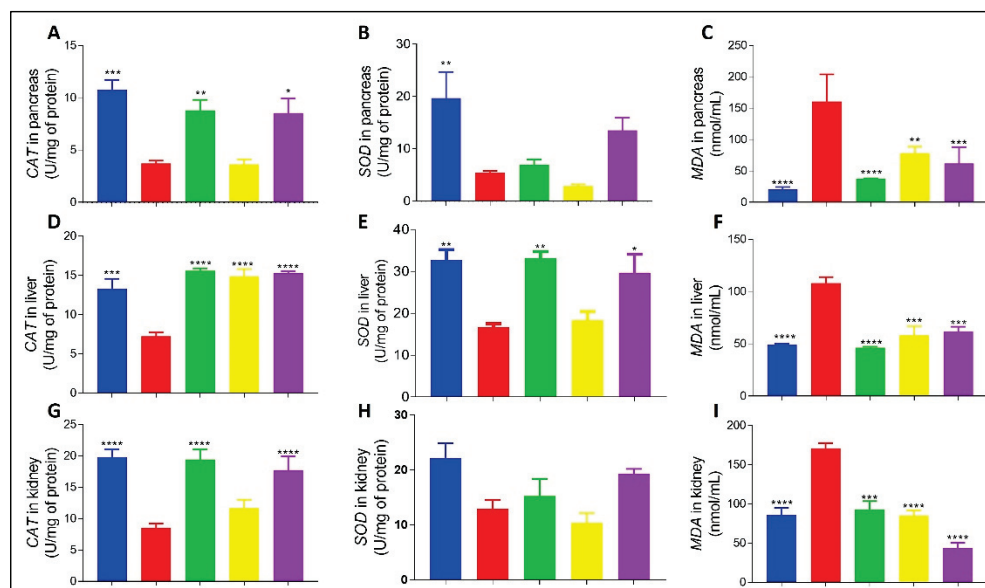 A
CAT in pancreas
(U/mg of protein)
15
10
5
0
***
**
*
B
SOD in pancreas
(U/mg of protein)
30
20
10
0
**
C
MDA in pancreas
(nmol/mL)
200
150
100
50
25
0
****
****
**
***
D
CAT in liver
(U/mg of protein)
20
15
10
5
0
***
****
****
****
E
SOD in liver
(U/mg of protein)
40
30
20
10
0
**
**
*
F
MDA in liver
(nmol/mL)
150
100
50
0
****
****
***
***
G
CAT in kidney
(U/mg of protein)
25
20
15
10
5
0
****
****
****
H
SOD in kidney
(U/mg of protein)
30
20
10
0
I
MDA in kidney
(nmol/mL)
200
150
100
50
0
****
***
****
****